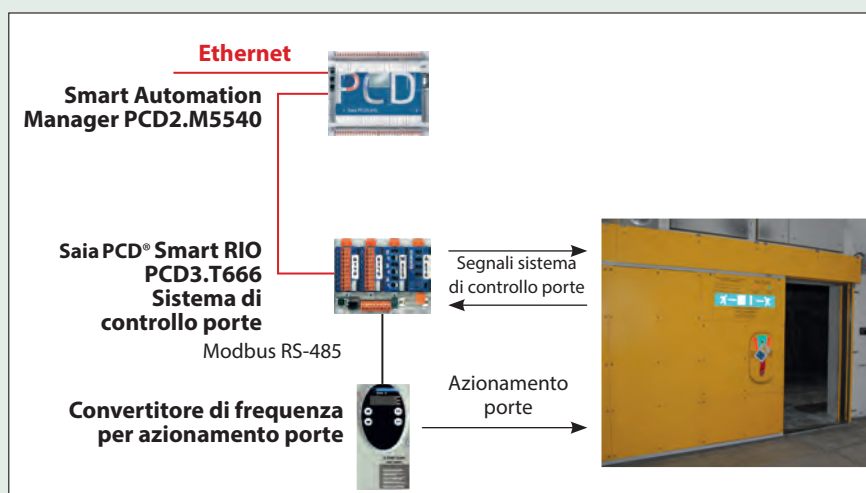 Ethernet
Smart Automation
Manager PCD2.M5540
PCD
Saia PCD® Smart RIO
PCD3.T666
Sistema di
controllo porte
Segnali sistema
di controllo porte
Modbus RS-485
Convertitore di frequenza
per azionamento porte
Azionamento
porte